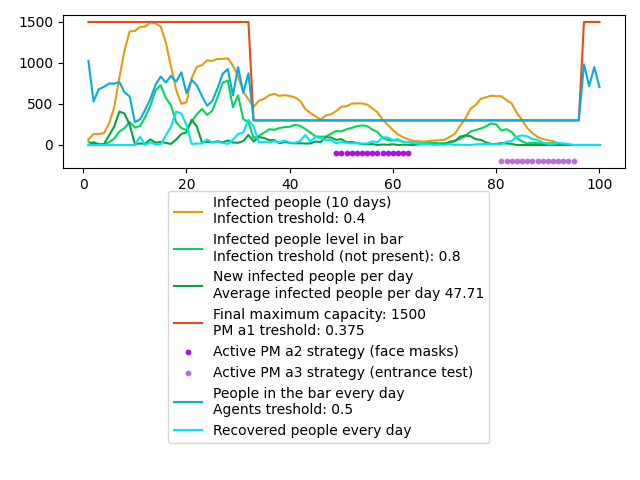 1500
1000
500
0
0 20 40 60 80 100
Infected people (10 days)
Infection treshold: 0.4
Infected people level in bar
Infection treshold (not present): 0.8
New infected people per day
Average infected people per day 47.71
Final maximum capacity: 1500
PM a1 treshold: 0.375
Active PM a2 strategy (face masks)
Active PM a3 strategy (entrance test)
People in the bar every day
Agents treshold: 0.5
Recovered people every day